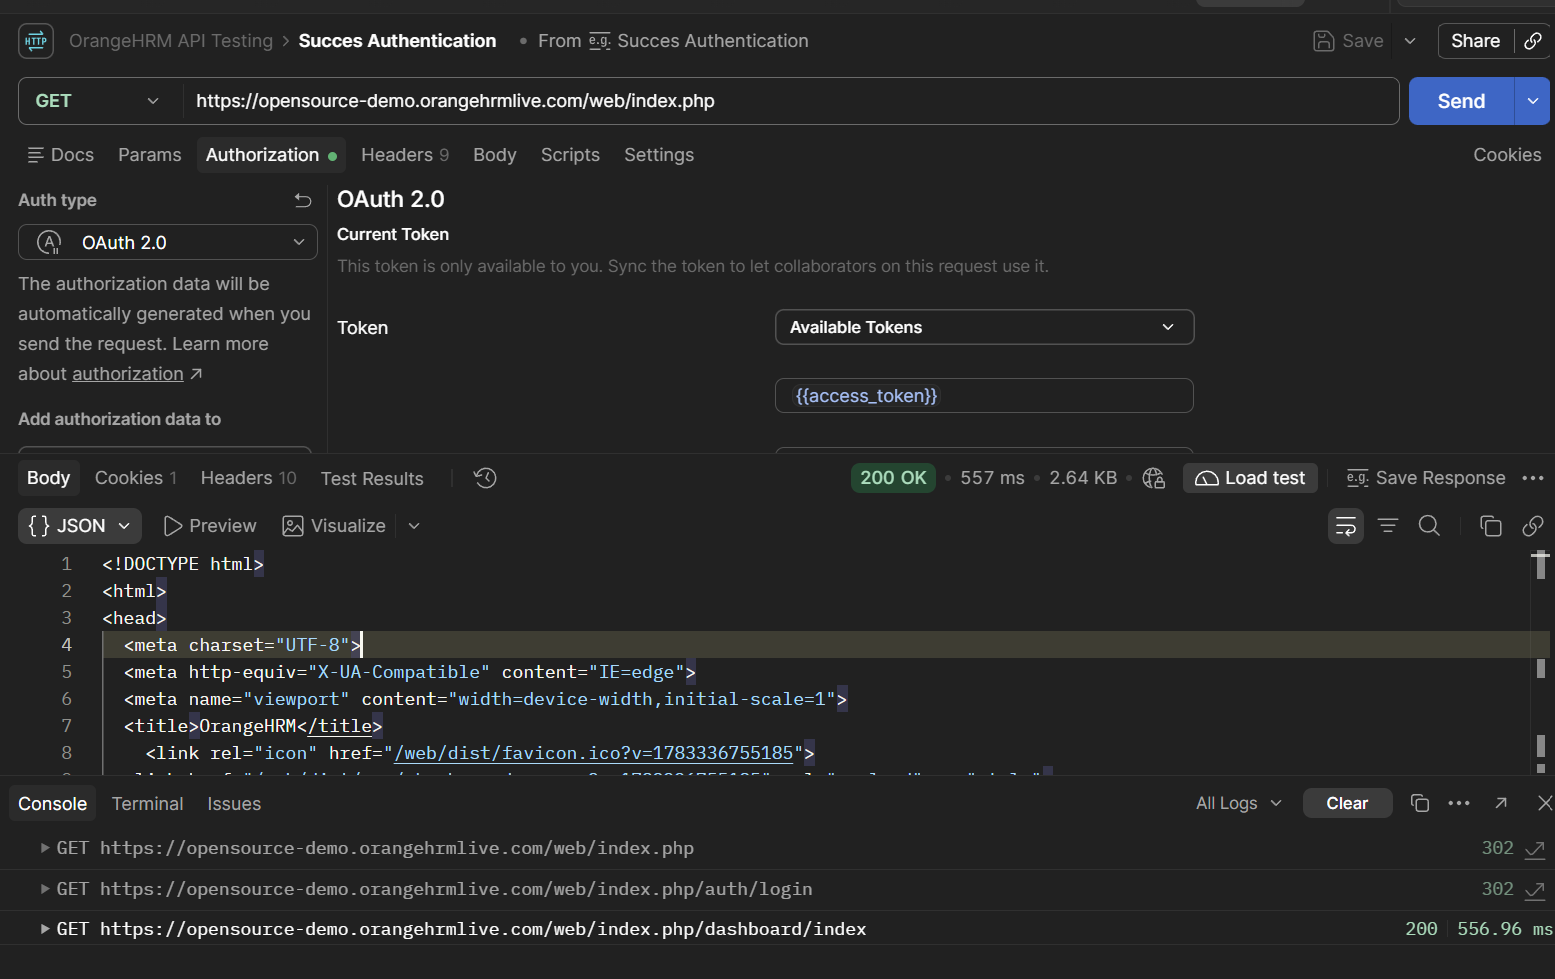 HTTP OrangeHRM API Testing > Succes Authentication • From e.g. Succes Authentication Save Share
GET https://opensource-demo.orangehrmlive.com/web/index.php Send
Docs Params Authorization Headers 9 Body Scripts Settings Cookies
Auth type
OAuth 2.0
The authorization data will be
automatically generated when you
send the request. Learn more
about authorization
Add authorization data to
OAuth 2.0
Current Token
This token is only available to you. Sync the token to let collaborators on this request use it.
Token Available Tokens
{{access_token}}
Body Cookies 1 Headers 10 Test Results 200 OK • 557 ms • 2.64 KB • Load test e.g. Save Response
{} JSON Preview Visualize
1 <!DOCTYPE html>
2 <html>
3 <head>
4 <meta charset="UTF-8">
5 <meta http-equiv="X-UA-Compatible" content="IE=edge">
6 <meta name="viewport" content="width=device-width,initial-scale=1">
7 <title>OrangeHRM</title>
8 <link rel="icon" href="/web/dist/favicon.ico?v=1783336755185">
Console Terminal Issues All Logs Clear
GET https://opensource-demo.orangehrmlive.com/web/index.php 302
GET https://opensource-demo.orangehrmlive.com/web/index.php/auth/login 302
GET https://opensource-demo.orangehrmlive.com/web/index.php/dashboard/index 200 556.96 ms